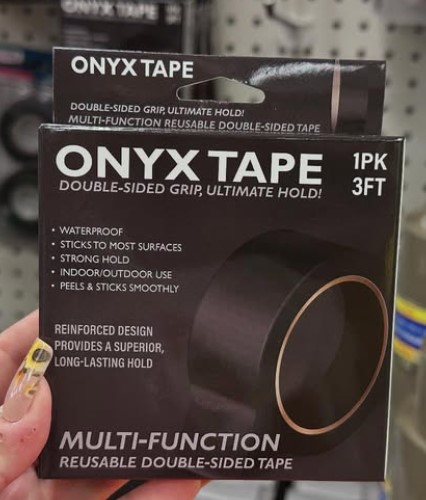 ONYX TAPE
DOUBLE-SIDED GRIP, ULTIMATE HOLD!
MULTI-FUNCTION REUSABLE DOUBLE-SIDED TAPE
ONYX TAPE
1PK
3FT
DOUBLE-SIDED GRIP, ULTIMATE HOLD!
• WATERPROOF
• STICKS TO MOST SURFACES
• STRONG HOLD
• INDOOR/OUTDOOR USE
• PEELS & STICKS SMOOTHLY
REINFORCED DESIGN
PROVIDES A SUPERIOR,
LONG-LASTING HOLD
MULTI-FUNCTION
REUSABLE DOUBLE-SIDED TAPE